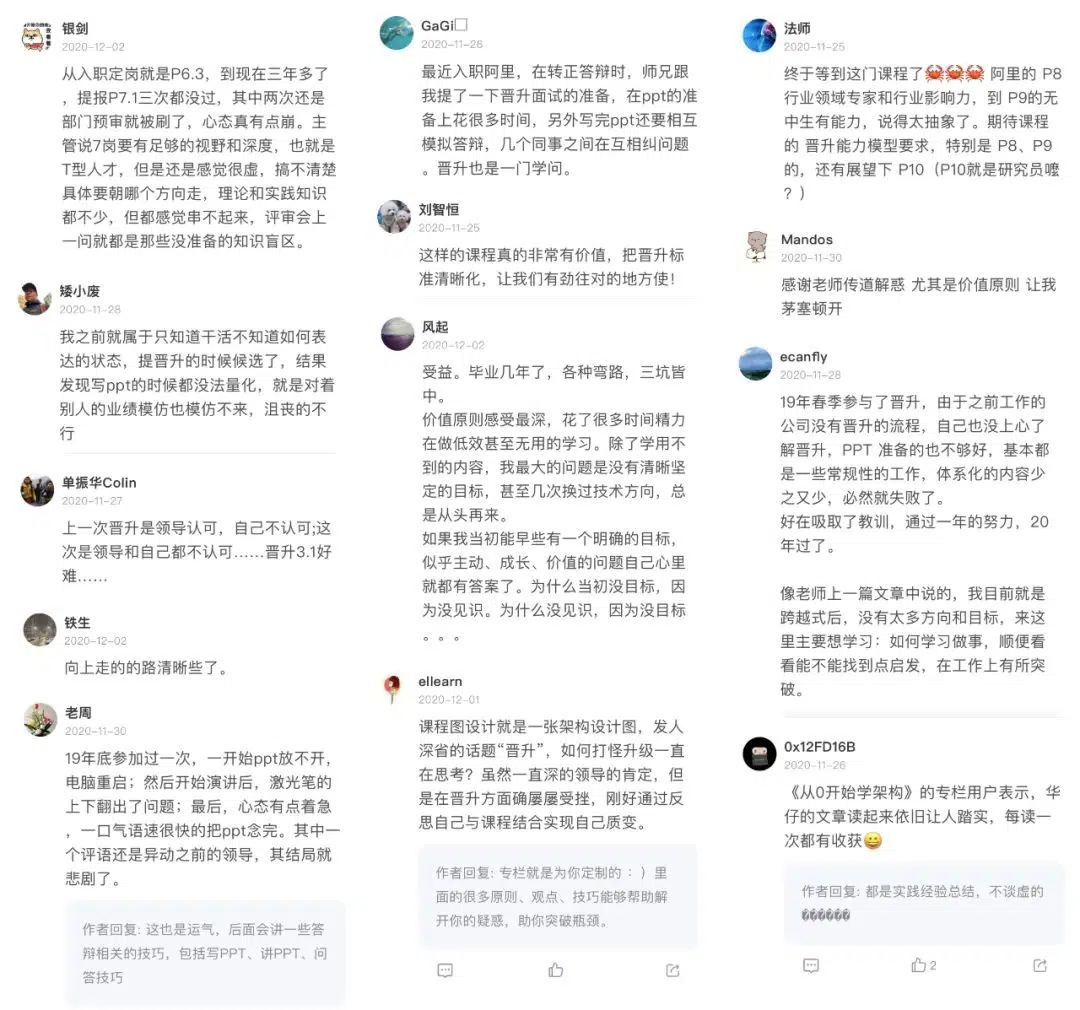 银剑
2020-12-02
从入职定岗就是P6.3，到现在三年多了
，提报P7.1三次都没过，其中两次还是
部门预审就被刷了，心态真有点崩。主
管说7岗要有足够的视野和深度，也就是
T型人才，但是还是感觉很虚，搞不清楚
具体要朝哪个方向走，理论和实践知识
都不少，但都感觉串不起来，评审会上
一问就都是那些没准备的知识盲区。
矮小废
2020-11-28
我之前就属于只知道干活不知道如何表
达的状态，提晋升的时候候选了，结果
发现写ppt的时候都没法量化，就是对着
别人的业绩模仿也模仿不来，沮丧的不
行
单振华Colin
2020-11-27
上一次晋升是领导认可，自己不认可;这
次是领导和自己都不认可......晋升3.1好
难......
铁生
2020-12-02
向上走的的路清晰些了。
老周
2020-11-30
19年底参加过一次，一开始ppt放不开，
电脑重启；然后开始演讲后，激光笔的
上下翻出了问题；最后，心态有点着急
，一口气语速很快的把ppt念完。其中一
个评语还是异动之前的领导，其结局就
悲剧了。
作者回复: 这也是运气，后面会讲一些答
辩相关的技巧，包括写PPT、讲PPT、问
答技巧
GaGi□
2020-11-26
最近入职阿里，在转正答辩时，师兄跟
我提了一下晋升面试的准备，在ppt的准
备上花很多时间，另外写完ppt还要相互
模拟答辩，几个同事之间在互相纠问题
。晋升也是一门学问。
刘智恒
2020-11-25
这样的课程真的非常有价值，把晋升标
准清晰化，让我们有劲往对的地方使！
风起
2020-12-02
受益。毕业几年了，各种弯路，三坑皆
中。
价值原则感受最深，花了很多时间精力
在做低效甚至无用的学习。除了学用不
到的内容，我最大的问题是没有清晰坚
定的目标，甚至几次换过技术方向，总
是从头再来。
如果我当初能早些有一个明确的目标，
似乎主动、成长、价值的问题自己心里
就都有答案了。为什么当初没目标，因
为没见识。为什么没见识，因为没目标
。。。
ellearn
2020-12-01
课程图设计就是一张架构设计图，发人
深省的话题“晋升”，如何打怪升级一直
在思考？虽然一直深的领导的肯定，但
是在晋升方面确屡屡受挫，刚好通过反
思自己与课程结合实现自己质变。
作者回复: 专栏就是为你定制的：）里
面的很多原则、观点、技巧能够帮助解
开你的疑惑，助你突破瓶颈。
法师
2020-11-25
终于等到这门课程了🦀🦀🦀 阿里的 P8
行业领域专家和行业影响力，到 P9的无
中生有能力，说得太抽象了。期待课程
的 晋升能力模型要求，特别是 P8、P9
的，还有展望下 P10（P10就是研究员嚒
？）
Mandos
2020-11-30
感谢老师传道解惑 尤其是价值原则 让我
茅塞顿开
ecanfly
2020-11-28
19年春季参与了晋升，由于之前工作的
公司没有晋升的流程，自己也没上心了
解晋升，PPT 准备的也不够好，基本都
是一些常规性的工作，体系化的内容少
之又少，必然就失败了。
好在吸取了教训，通过一年的努力，20
年过了。
像老师上一篇文章中说的，我目前就是
跨越式后，没有太多方向和目标，来这
里主要想学习：如何学习做事，顺便看
看能不能找到点启发，在工作上有所突
破。
0x12FD16B
2020-11-26
《从0开始学架构》的专栏用户表示，华
仔的文章读起来依旧让人踏实，每读一
次都有收获😄
作者回复: 都是实践经验总结，不谈虚的
������
2